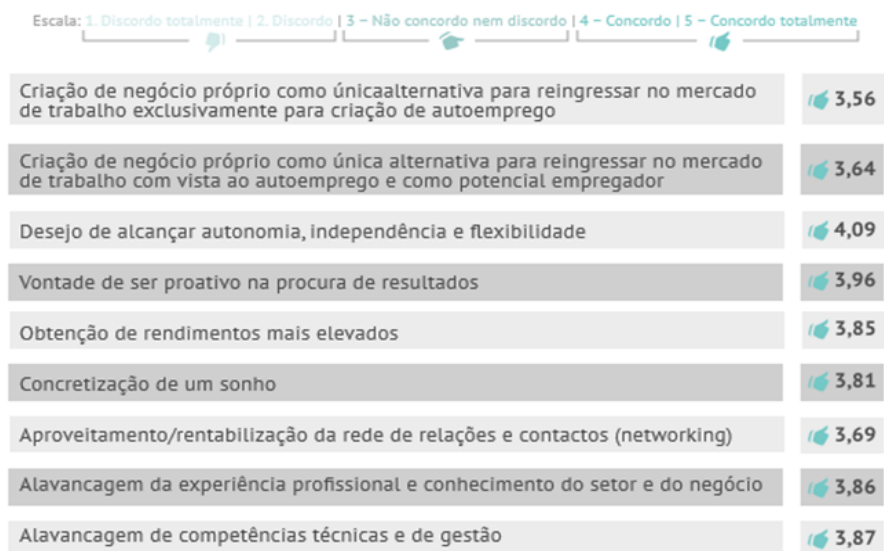 Escala: 1. Discordo totalmente | 2. Discordo | 3 – Não concordo nem discordo | 4 – Concordo | 5 – Concordo totalmente
Criação de negócio próprio como únicaalternativa para reingressar no mercado
de trabalho exclusivamente para criação de autoemprego
3,56
Criação de negócio próprio como única alternativa para reingressar no mercado
de trabalho com vista ao autoemprego e como potencial empregador
3,64
Desejo de alcançar autonomia, independência e flexibilidade
4,09
Vontade de ser proativo na procura de resultados
3,96
Obtenção de rendimentos mais elevados
3,85
Concretização de um sonho
3,81
Aproveitamento/rentabilização da rede de relações e contactos (networking)
3,69
Alavancagem da experiência profissional e conhecimento do setor e do negócio
3,86
Alavancagem de competências técnicas e de gestão
3,87